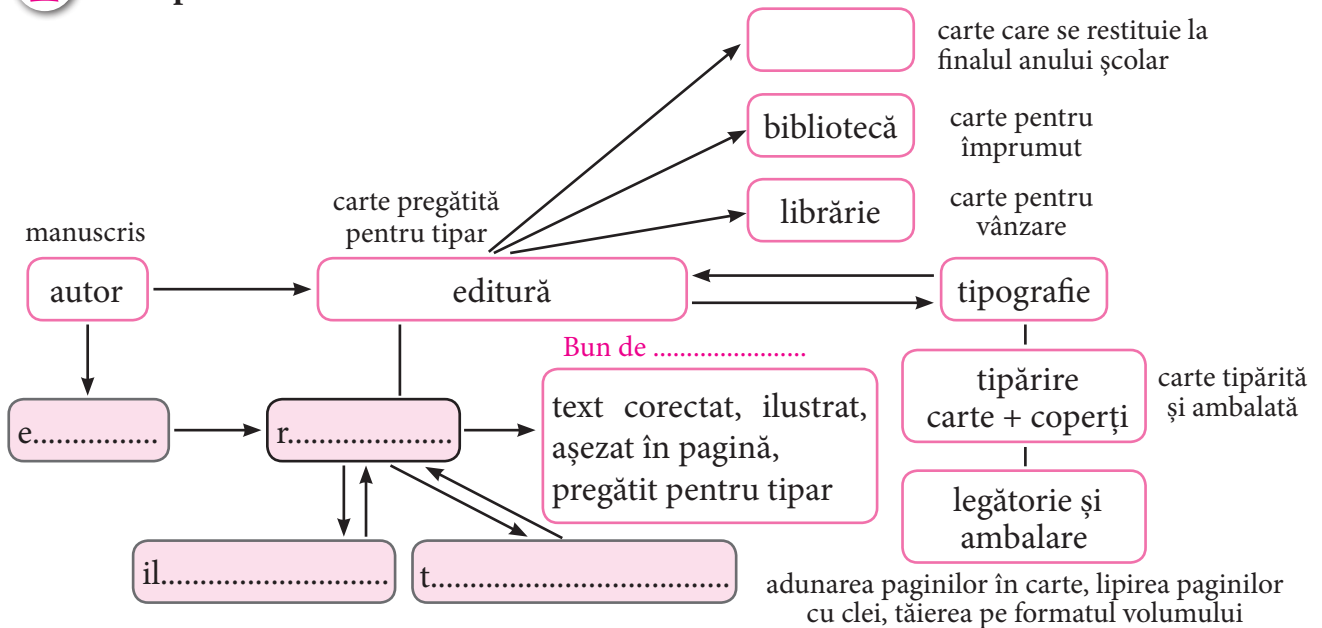 carte care se restituie la
finalul anului școlar
bibliotecă
carte pentru
împrumut
librărie
carte pentru
vânzare
carte pregătită
pentru tipar
manuscris
autor
editură
tipografie
Bun de .......................
text corectat, ilustrat,
așezat în pagină,
pregătit pentru tipar
tipărire
carte + coperți
carte tipărită
și ambalată
e...............
r....................
legătorie și
ambalare
il...........................
t...................................
adunarea paginilor în carte, lipirea paginilor
cu clei, tăierea pe formatul volumului